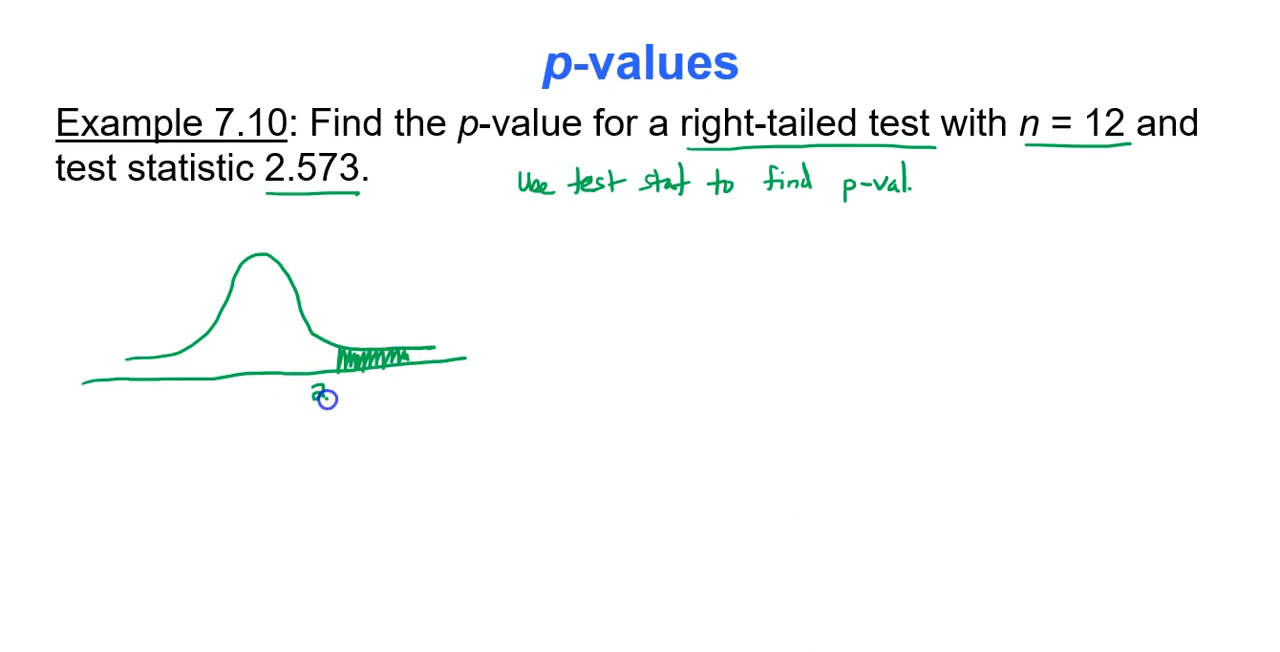 p-values
Example 7.10: Find the p-value for a right-tailed test with n = 12 and
test statistic 2.573.
Use test stat to find p-val.
2.